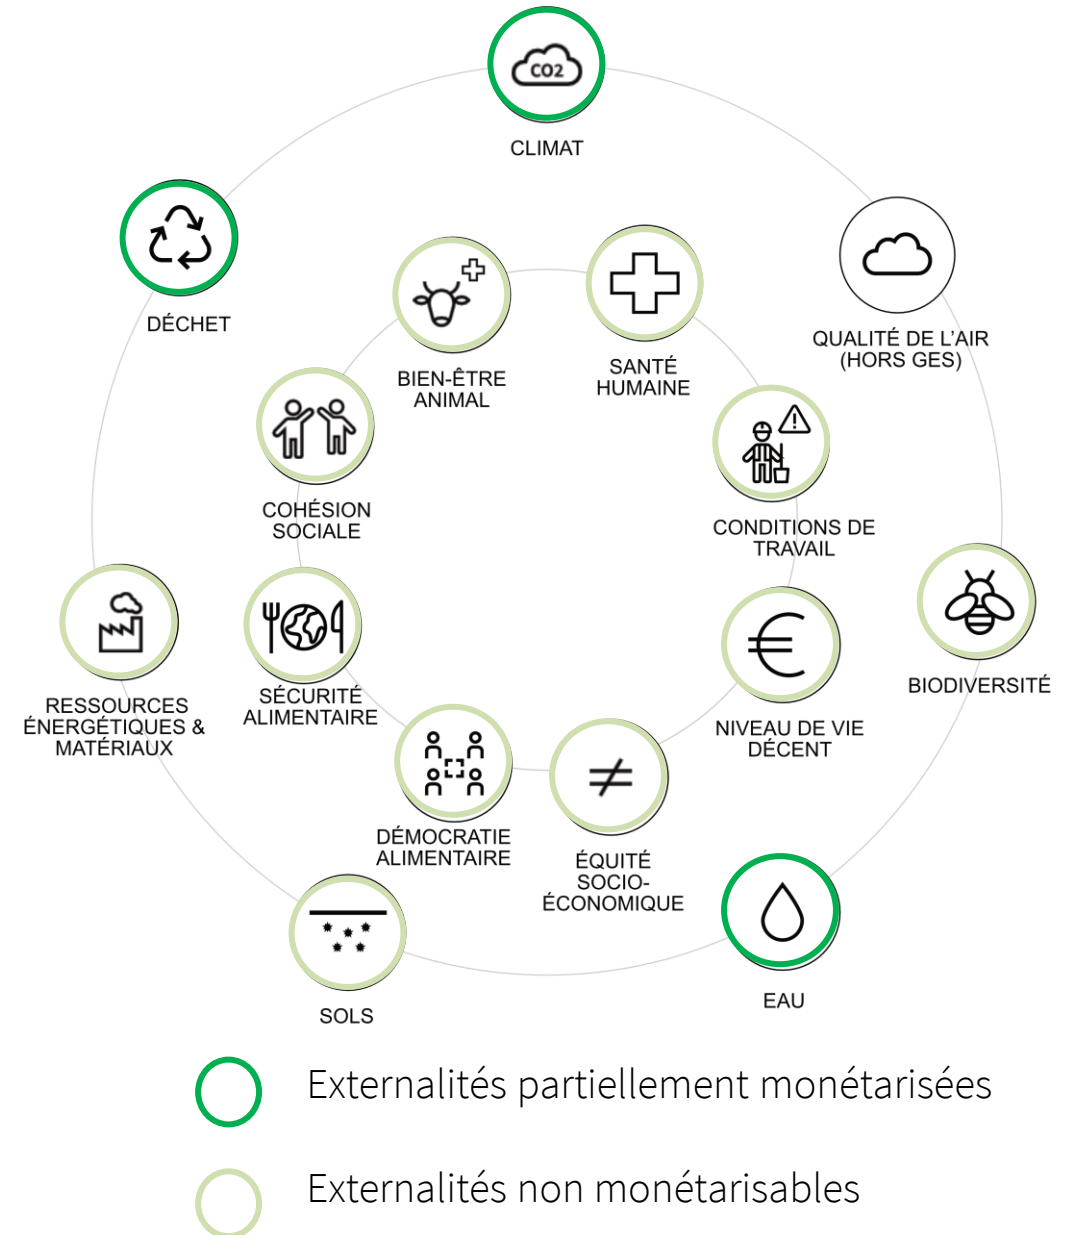 CO2
CLIMAT
DÉCHET
QUALITÉ DE L'AIR
(HORS GES)
BIEN-ÊTRE
ANIMAL
SANTÉ
HUMAINE
COHÉSION
SOCIALE
CONDITIONS DE
TRAVAIL
RESSOURCES
ÉNERGÉTIQUES &
MATÉRIAUX
SÉCURITÉ
ALIMENTAIRE
NIVEAU DE VIE
DÉCENT
BIODIVERSITÉ
DÉMOCRATIE
ALIMENTAIRE
ÉQUITÉ
SOCIO-
ÉCONOMIQUE
SOLS
EAU
Externalités partiellement monétarisées
Externalités non monétarisables